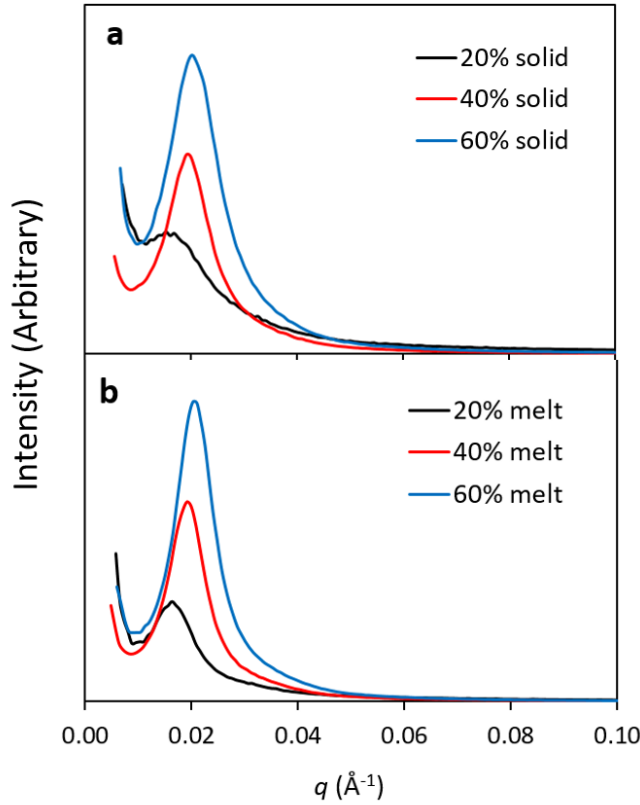 a
20% solid
40% solid
60% solid
Intensity (Arbitrary)
b
20% melt
40% melt
60% melt
0.00 0.02 0.04 0.06 0.08 0.10
q (Å-1)